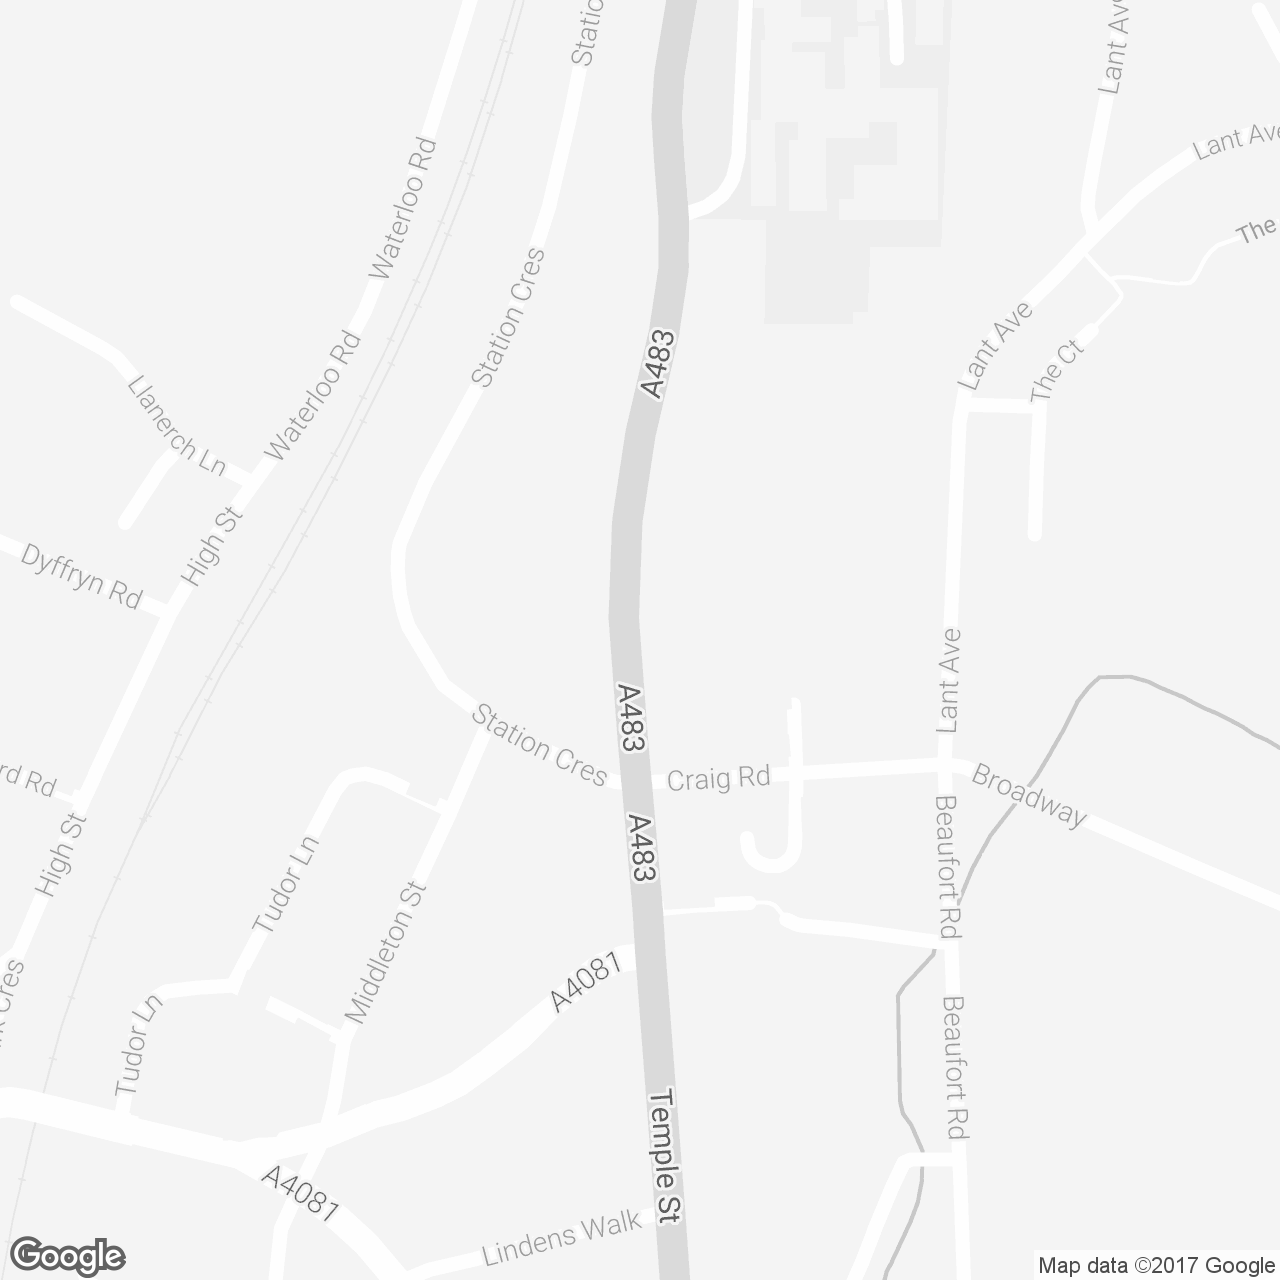 Statio
Lant Ave
Lant Ave
Waterloo Rd
Station Cres
The
Waterloo Rd
A483
Lant Ave
The Ct
Llanerch Ln
High St
Dyffryn Rd
Lant Ave
A483
Station Cres
Craig Rd
Broadway
rd Rd
High St
A483
Beaufort Rd
Tudor Ln
Middleton St
A4081
Cres
Tudor Ln
Beaufort Rd
Temple St
A4081
Lindens Walk
Google
Map data ©2017 Google